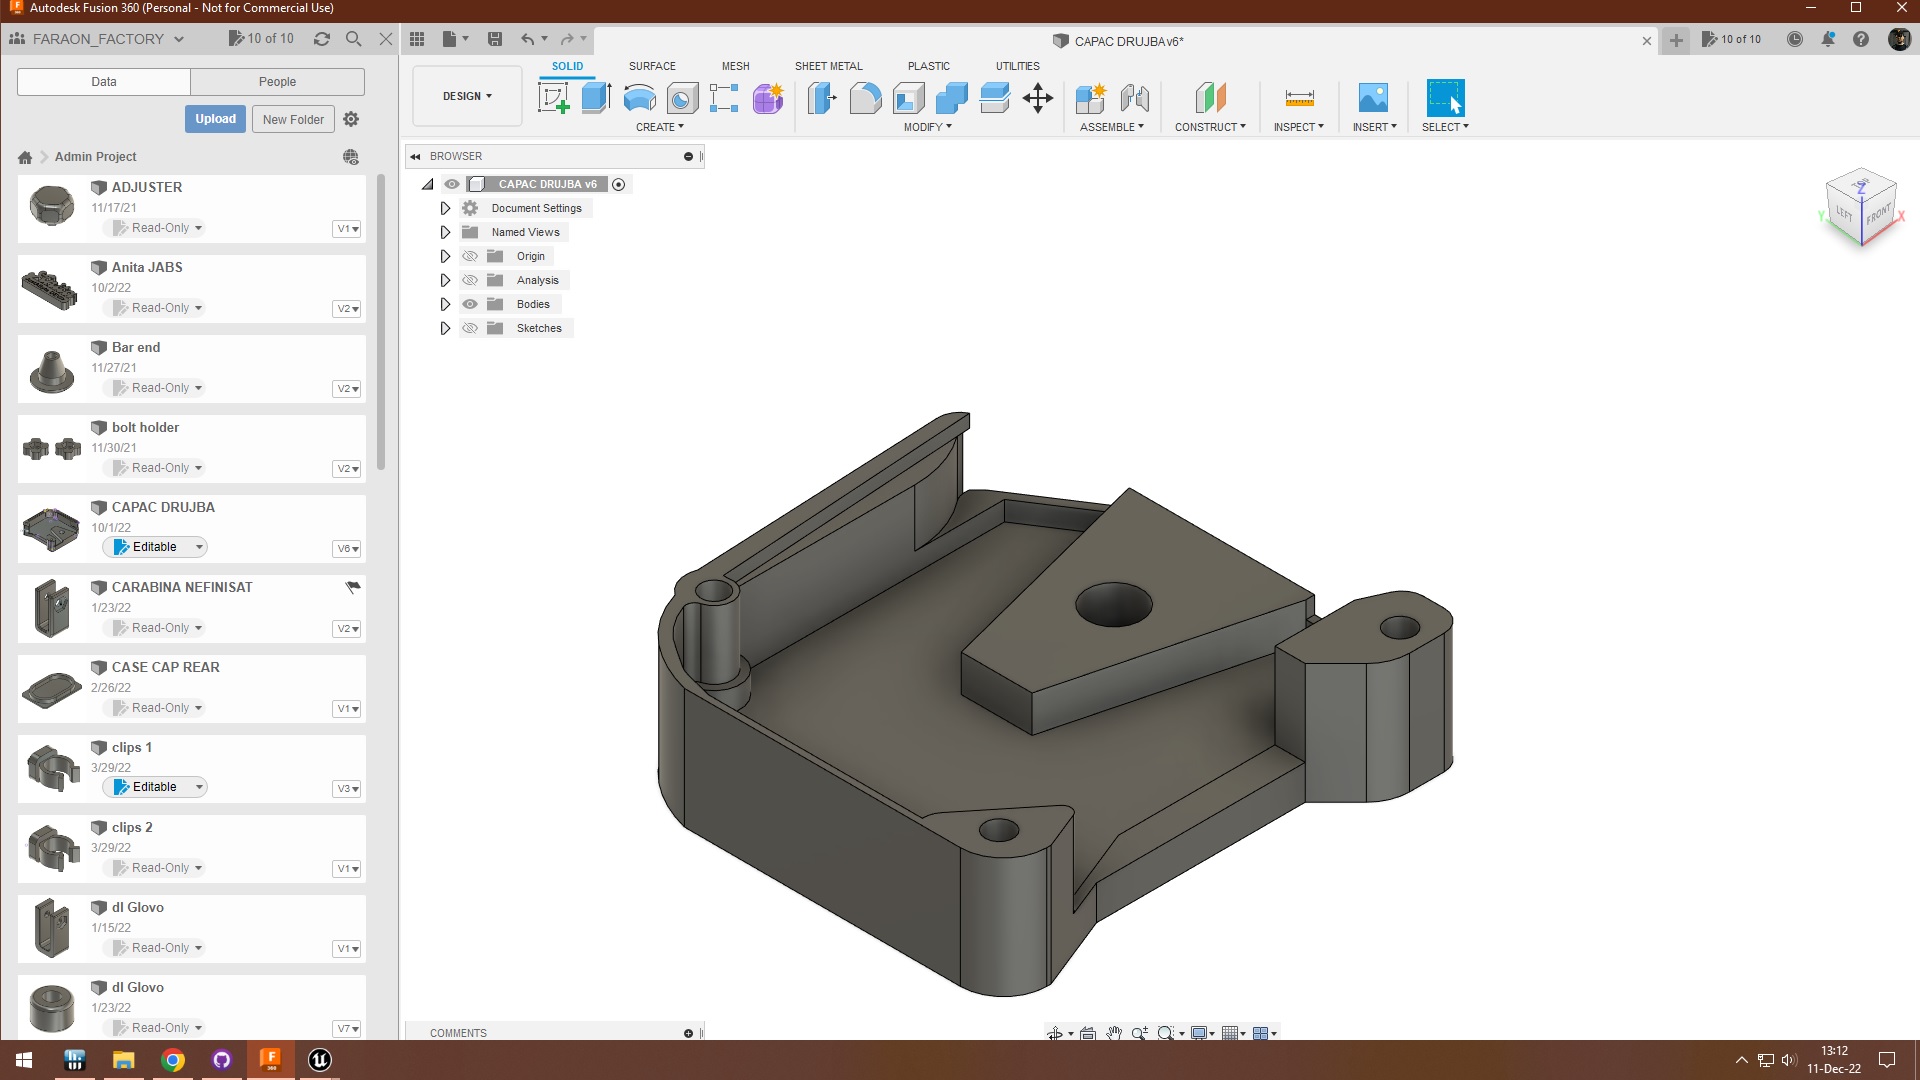 Autodesk Fusion 360 (Personal - Not for Commercial Use)
FARAON_FACTORY
10 of 10
CAPAC DRUJBA v6*
10 of 10
Data
People
Upload
New Folder
Admin Project
ADJUSTER
11/17/21
Read-Only
V1
Anita JABS
10/2/22
Read-Only
V2
Bar end
11/27/21
Read-Only
V2
bolt holder
11/30/21
Read-Only
V2
CAPAC DRUJBA
10/1/22
Editable
V6
CARABINA NEFINISAT
1/23/22
Read-Only
V2
CASE CAP REAR
2/26/22
Read-Only
V1
clips 1
3/29/22
Editable
V3
clips 2
3/29/22
Read-Only
V1
dl Glovo
1/15/22
Read-Only
V1
dl Glovo
1/23/22
Read-Only
V7
DESIGN
SOLID
SURFACE
MESH
SHEET METAL
PLASTIC
UTILITIES
CREATE
MODIFY
ASSEMBLE
CONSTRUCT
INSPECT
INSERT
SELECT
BROWSER
CAPAC DRUJBA v6
Document Settings
Named Views
Origin
Analysis
Bodies
Sketches
TOP
Z
LEFT
FRONT
Y
X
COMMENTS
F
360
13:12
11-Dec-22